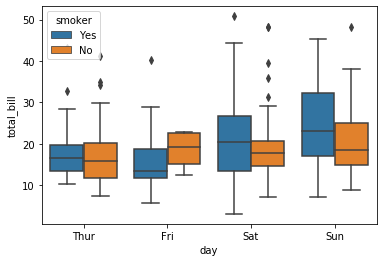 smoker
Yes
No
50
40
30
20
10
total_bill
Thur Fri Sat Sun
day